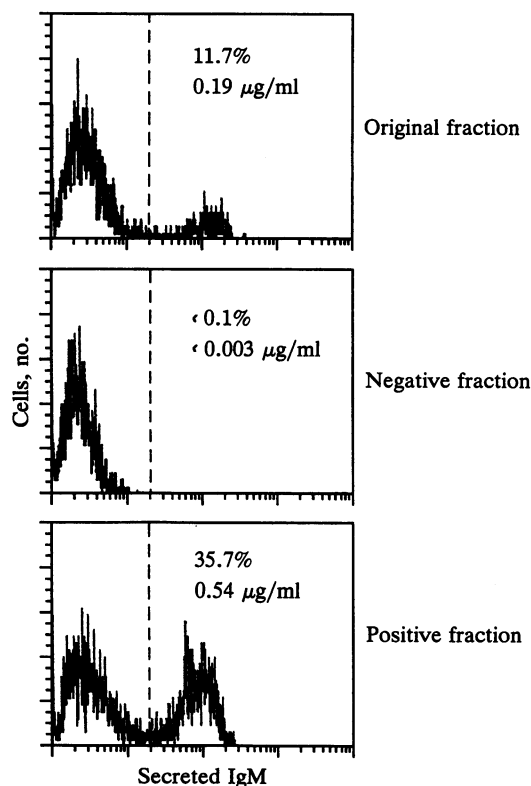 11.7%
0.19 μg/ml
Original fraction
‹ 0.1%
‹ 0.003 μg/ml
Negative fraction
Cells, no.
35.7%
0.54 μg/ml
Positive fraction
Secreted IgM